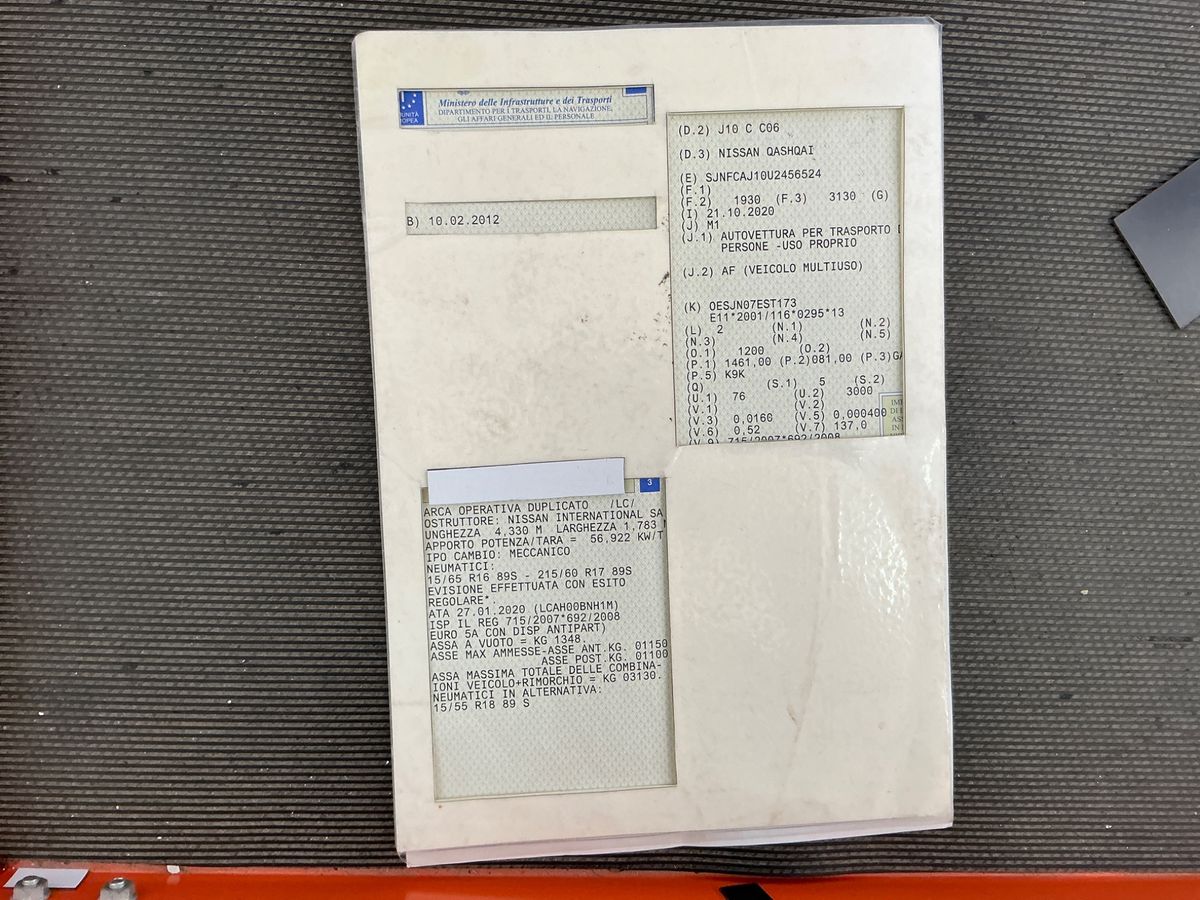 UNITÀ
OPEA
Ministero delle Infrastrutture e dei Trasporti
DIPARTIMENTO PER I TRASPORTI, LA NAVIGAZIONE,
GLI AFFARI GENERALI ED IL PERSONALE
B) 10.02.2012
(D.2) J10 C C06
(D.3) NISSAN QASHQAI
(E) SJNFCAJ10U2456524
(F.1)
(F.2) 1930 (F.3) 3130 (G)
(I) 21.10.2020
(J) M1
(J.1) AUTOVETTURA PER TRASPORTO
PERSONE -USO PROPRIO
(J.2) AF (VEICOLO MULTIUSO)
(K) OESJN07EST173
E11*2001/116*0295*13
(L) 2 (N.1) (N.2)
(N.3) (N.4) (N.5)
(O.1) 1200 (O.2)
(P.1) 1461,00 (P.2)081,00 (P.3)GA
(P.5) K9K
(Q) (S.1) 5 (S.2)
(U.1) 76 (U.2) 3000
(V.1) (V.2)
(V.3) 0,0160 (V.5) 0,000400
(V.6) 0,52 (V.7) 137,0
(V.9) 715/2007*692/2008
3
ARCA OPERATIVA DUPLICATO /LC/
OSTRUTTORE: NISSAN INTERNATIONAL SA
UNGHEZZA 4,330 M LARGHEZZA 1,783
APPORTO POTENZA/TARA = 56,922 KW/T
IPO CAMBIO: MECCANICO
NEUMATICI:
15/65 R16 89S - 215/60 R17 89S
EVISIONE EFFETTUATA CON ESITO
REGOLARE*.
ATA 27.01.2020 (LCAH00BNH1M)
ISP IL REG 715/2007*692/2008
EURO 5A CON DISP ANTIPART)
ASSA A VUOTO = KG 1348.
ASSE MAX AMMESSE-ASSE ANT.KG. 01150
ASSE POST.KG. 01100
ASSA MASSIMA TOTALE DELLE COMBINA-
IONI VEICOLO+RIMORCHIO = KG 03130.
NEUMATICI IN ALTERNATIVA:
15/55 R18 89 S